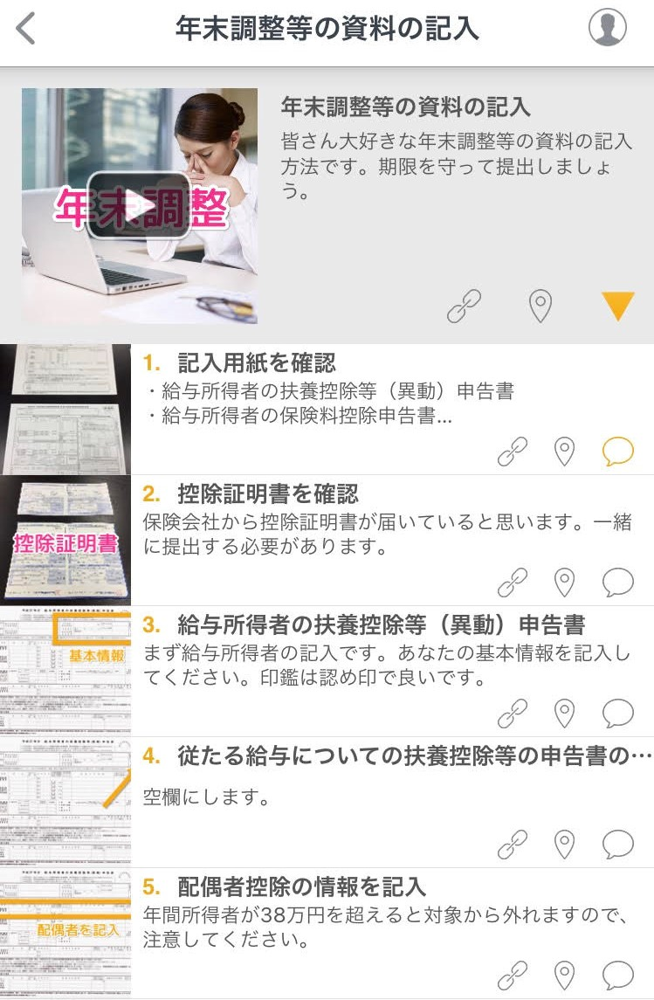 年末調整等の資料の記入
年末調整等の資料の記入
皆さん大好きな年末調整等の資料の記入
方法です。期限を守って提出しましょ
う。
年末調整
1. 記入用紙を確認
・給与所得者の扶養控除等（異動）申告書
・給与所得者の保険料控除申告書...
2. 控除証明書を確認
保険会社から控除証明書が届いていると思います。一緒
に提出する必要があります。
控除証明書
3. 給与所得者の扶養控除等（異動）申告書
まず給与所得者の記入です。あなたの基本情報を記入し
てください。印鑑は認め印で良いです。
基本情報
4. 従たる給与についての扶養控除等の申告書の…
空欄にします。
5. 配偶者控除の情報を記入
年間所得者が38万円を超えると対象から外れますので、
注意してください。
配偶者を記入